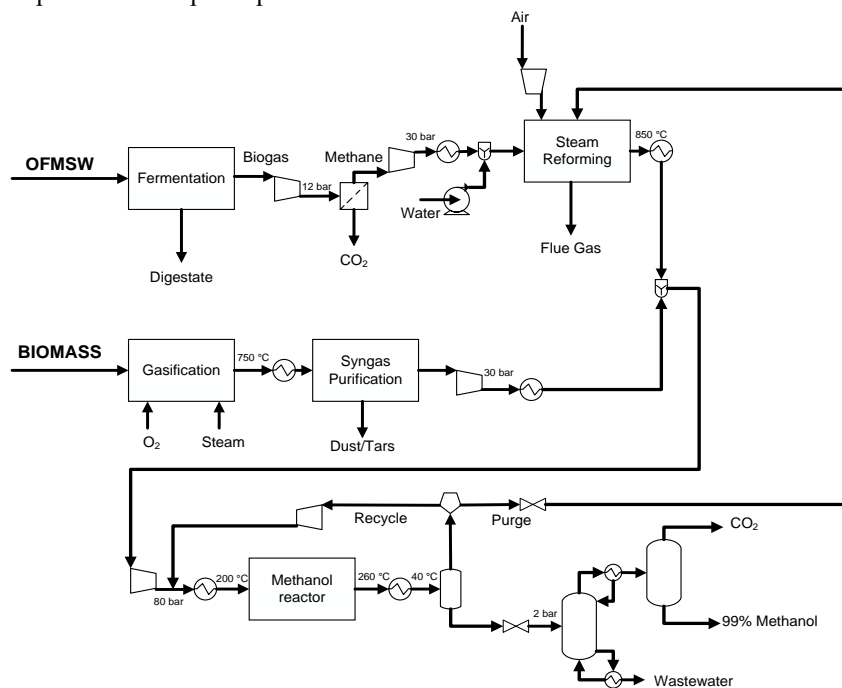 Air
OFMSW
Fermentation
Biogas
12 bar
Methane
30 bar
Water
Steam
Reforming
850 °C
Digestate
CO2
Flue Gas
BIOMASS
Gasification
750 °C
Syngas
Purification
30 bar
O2
Steam
Dust/Tars
Recycle
Purge
CO2
80 bar
200 °C
Methanol
reactor
260 °C
40 °C
2 bar
99% Methanol
Wastewater